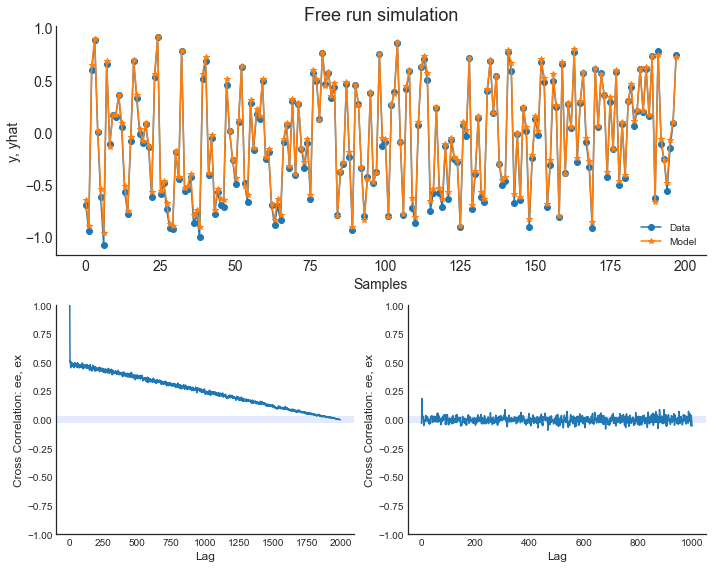 Free run simulation
y, yhat
1.0
0.5
0.0
−0.5
−1.0
0 25 50 75 100 125 150 175 200
Samples
Data
Model
Cross Correlation: ee, ex
1.00
0.75
0.50
0.25
0.00
−0.25
−0.50
−0.75
−1.00
0 250 500 750 1000 1250 1500 1750 2000
Lag
Cross Correlation: ee, ex
1.00
0.75
0.50
0.25
0.00
−0.25
−0.50
−0.75
−1.00
0 200 400 600 800 1000
Lag